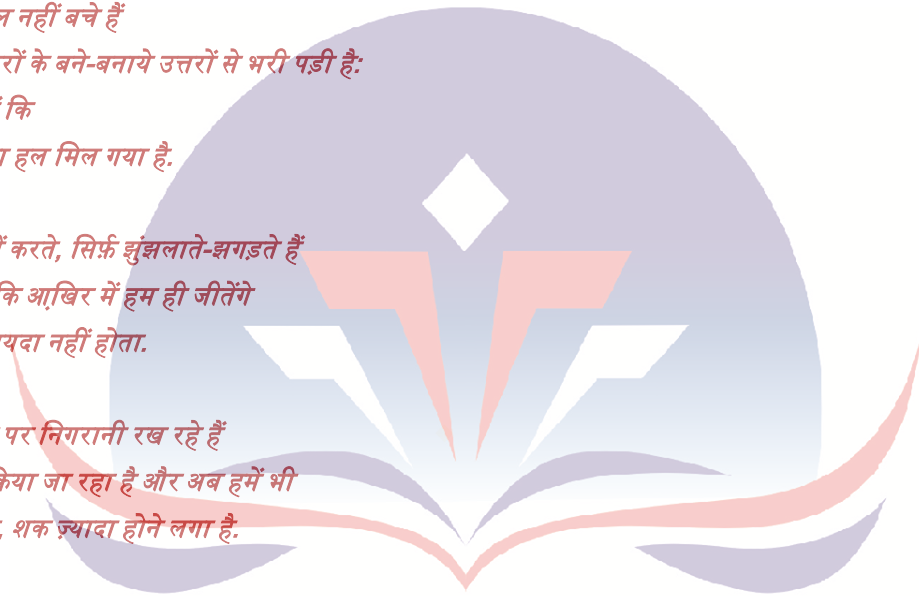 नहीं बचे हैं
के बने-बनाये उत्तरों से भरी पड़ी है:
कि
हल मिल गया है.
करते, सिर्फ़ झुंझलाते-झगड़ते हैं
कि आख़िर में हम ही जीतेंगे
नहीं होता.
पर निगरानी रख रहे हैं
किया जा रहा है और अब हमें भी
शक ज़्यादा होने लगा है.